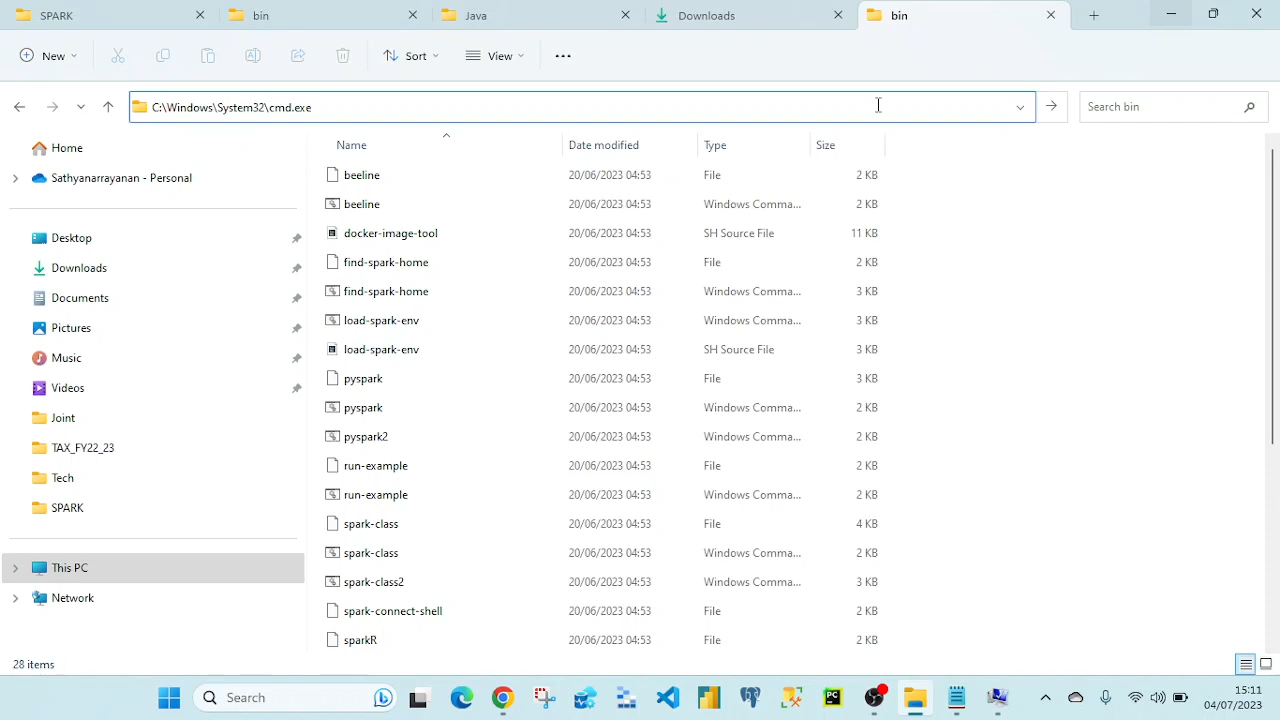 SPARK
bin
Java
Downloads
bin
New
Sort
View
C:\Windows\System32\cmd.exe
Search bin
Home
Sathyanarrayanan - Personal
Desktop
Downloads
Documents
Pictures
Music
Videos
Joint
TAX_FY22_23
Tech
SPARK
This PC
Network
Name Date modified Type Size
beeline 20/06/2023 04:53 File 2 KB
beeline 20/06/2023 04:53 Windows Comma... 2 KB
docker-image-tool 20/06/2023 04:53 SH Source File 11 KB
find-spark-home 20/06/2023 04:53 File 2 KB
find-spark-home 20/06/2023 04:53 Windows Comma... 3 KB
load-spark-env 20/06/2023 04:53 Windows Comma... 3 KB
load-spark-env 20/06/2023 04:53 SH Source File 3 KB
pyspark 20/06/2023 04:53 File 3 KB
pyspark 20/06/2023 04:53 Windows Comma... 2 KB
pyspark2 20/06/2023 04:53 Windows Comma... 2 KB
run-example 20/06/2023 04:53 File 2 KB
run-example 20/06/2023 04:53 Windows Comma... 2 KB
spark-class 20/06/2023 04:53 File 4 KB
spark-class 20/06/2023 04:53 Windows Comma... 2 KB
spark-class2 20/06/2023 04:53 Windows Comma... 3 KB
spark-connect-shell 20/06/2023 04:53 File 2 KB
sparkR 20/06/2023 04:53 File 2 KB
28 items
Search
PC
15:11
04/07/2023